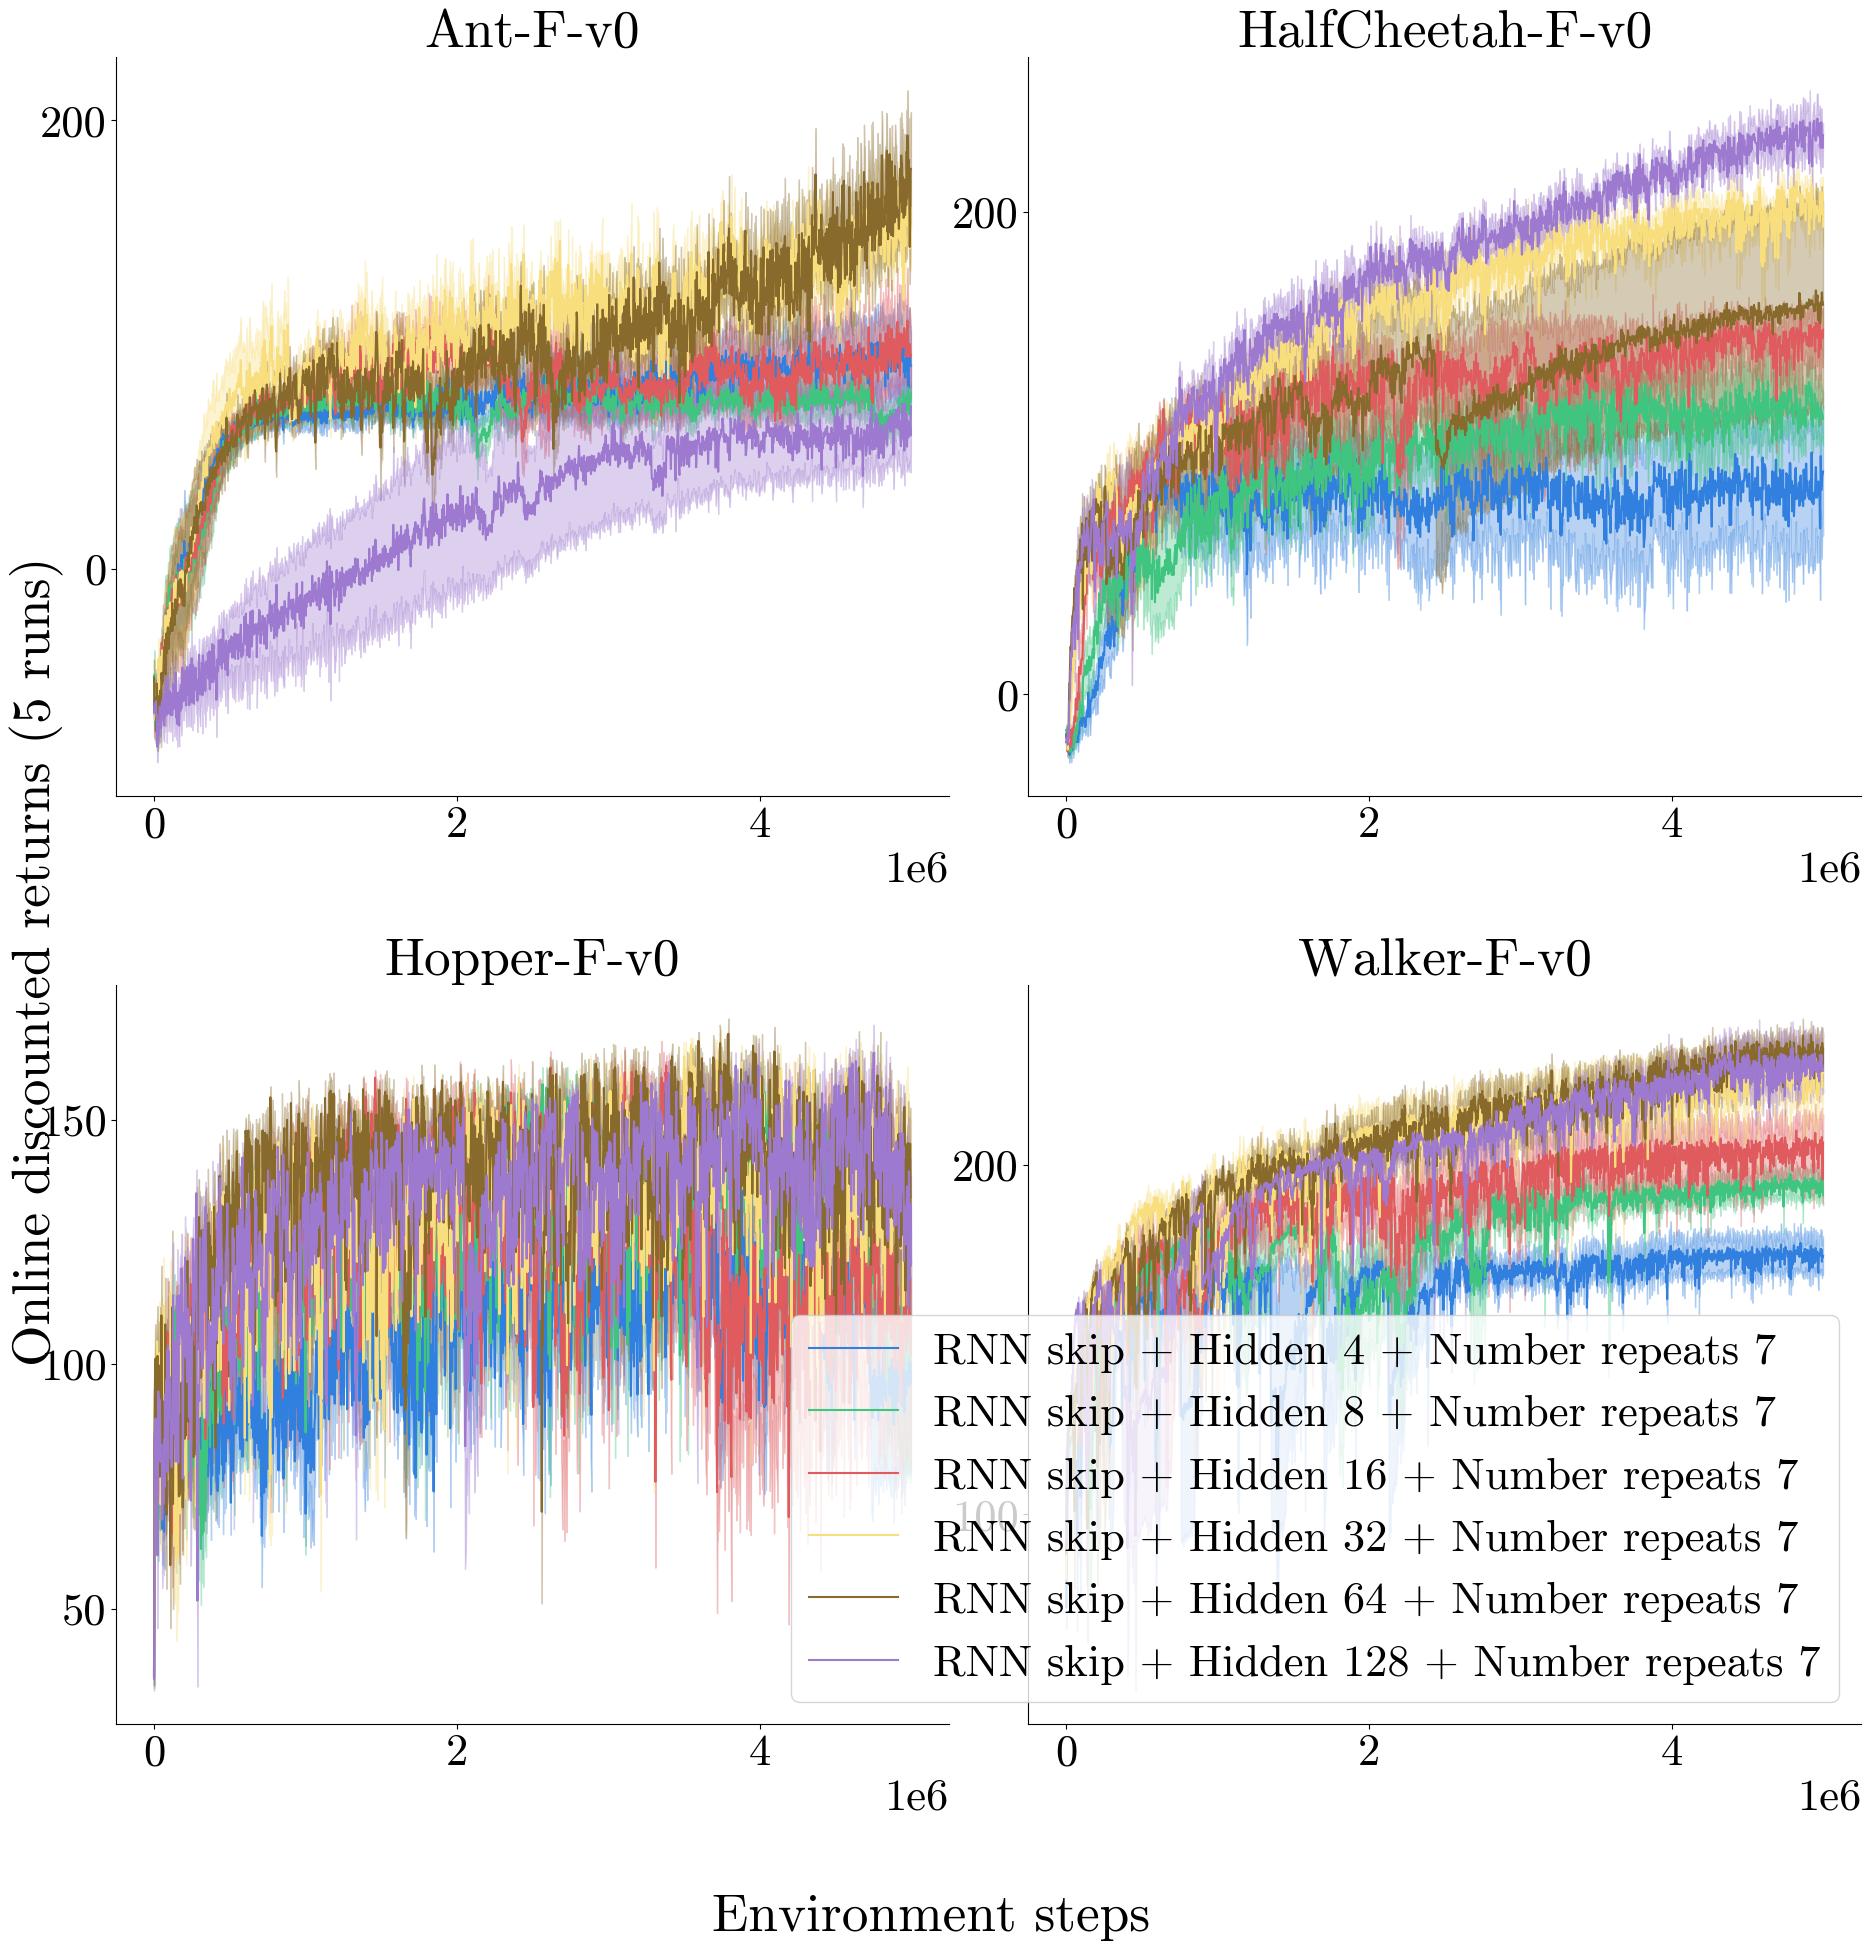 Ant-F-v0
HalfCheetah-F-v0
200
0
0
2
4
1e6
200
0
0
2
4
1e6
Online discounted returns (5 runs)
Hopper-F-v0
Walker-F-v0
150
100
50
0
2
4
1e6
200
100
0
2
4
1e6
RNN skip + Hidden 4 + Number repeats 7
RNN skip + Hidden 8 + Number repeats 7
RNN skip + Hidden 16 + Number repeats 7
RNN skip + Hidden 32 + Number repeats 7
RNN skip + Hidden 64 + Number repeats 7
RNN skip + Hidden 128 + Number repeats 7
Environment steps